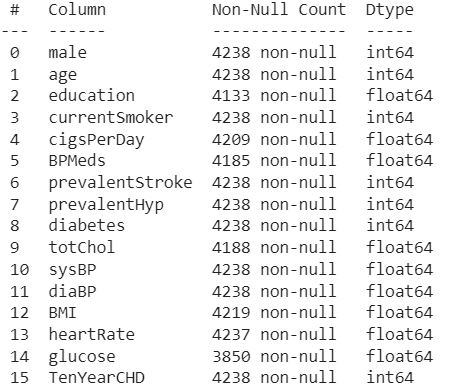 #   Column           Non-Null Count  Dtype
---  ------           --------------  -----
0   male             4238 non-null   int64
1   age              4238 non-null   int64
2   education        4133 non-null   float64
3   currentSmoker    4238 non-null   int64
4   cigsPerDay       4209 non-null   float64
5   BPMeds           4185 non-null   float64
6   prevalentStroke  4238 non-null   int64
7   prevalentHyp     4238 non-null   int64
8   diabetes         4238 non-null   int64
9   totChol          4188 non-null   float64
10  sysBP            4238 non-null   float64
11  diaBP            4238 non-null   float64
12  BMI              4219 non-null   float64
13  heartRate        4237 non-null   float64
14  glucose          3850 non-null   float64
15  TenYearCHD       4238 non-null   int64